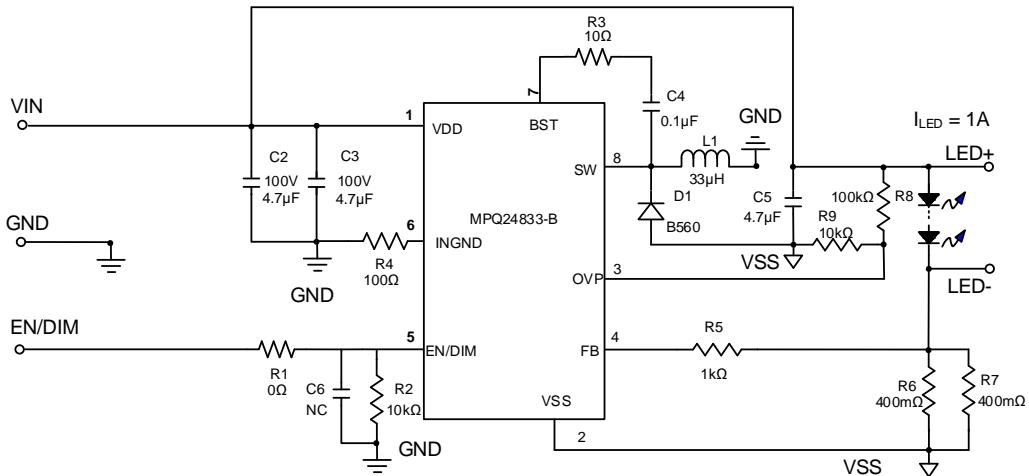 R3
10Ω
7
C4
0.1µF
GND
ILED = 1A
VIN
1
VDD
BST
L1
33µH
LED+
SW
8
C2
100V
4.7µF
C3
100V
4.7µF
D1
B560
C5
4.7µF
100kΩ
R8
R9
10kΩ
MPQ24833-B
GND
6
INGND
R4
100Ω
GND
VSS
OVP
3
LED-
EN/DIM
5
EN/DIM
FB
4
R5
1kΩ
R1
0Ω
C6
NC
R2
10kΩ
R6
400mΩ
R7
400mΩ
VSS
2
GND
VSS